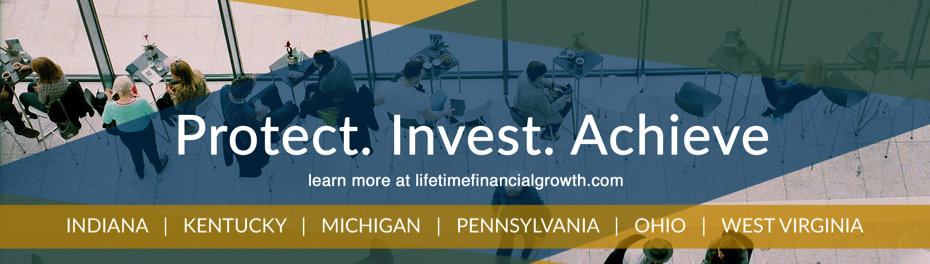 Protect. Invest. Achieve
learn more at lifetimefinancialgrowth.com
INDIANA | KENTUCKY | MICHIGAN | PENNSYLVANIA | OHIO | WEST VIRGINIA